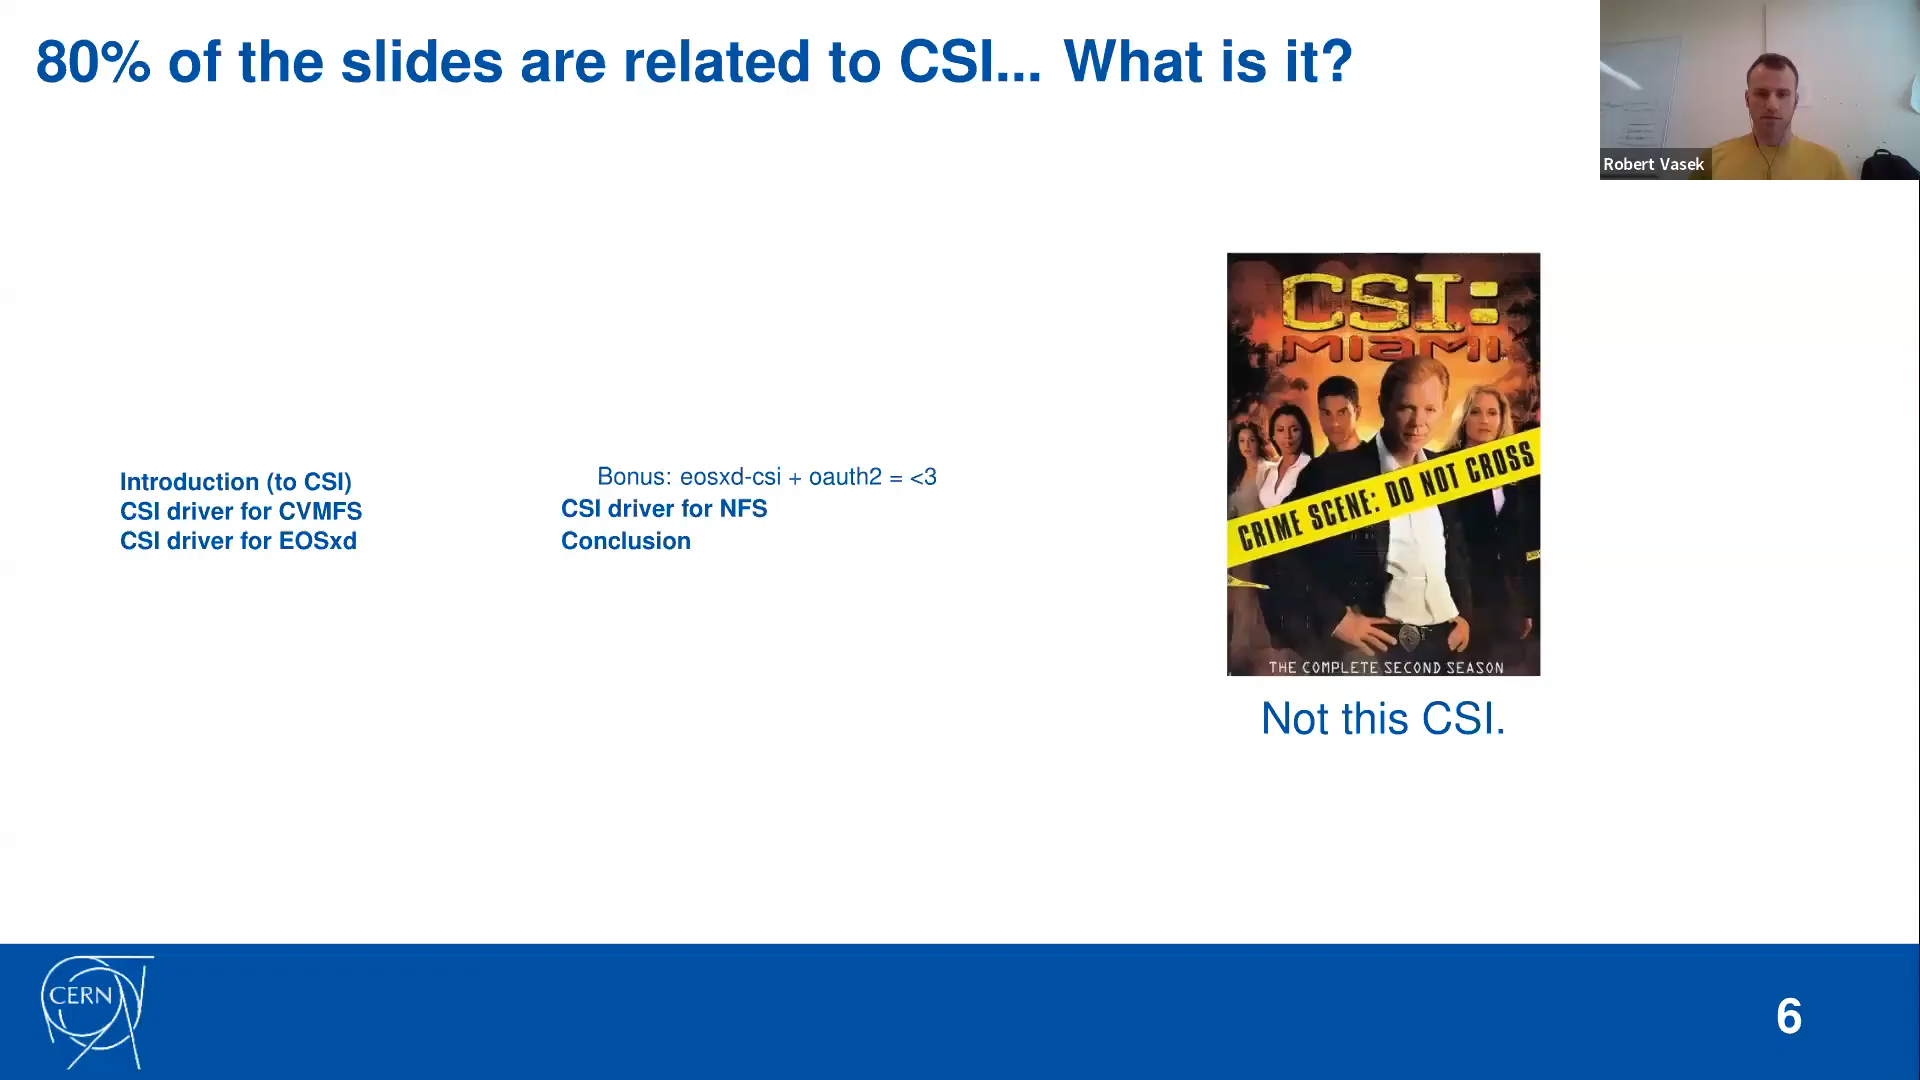 80% of the slides are related to CSI... What is it?
Robert Vasek
Introduction (to CSI)
CSI driver for CVMFS
CSI driver for EOSxd
Bonus: eosxd-csi + oauth2 = <3
CSI driver for NFS
Conclusion
CSI:
MIAMI
CRIME SCENE: DO NOT CROSS
THE COMPLETE SECOND SEASON
Not this CSI.
CERN
6